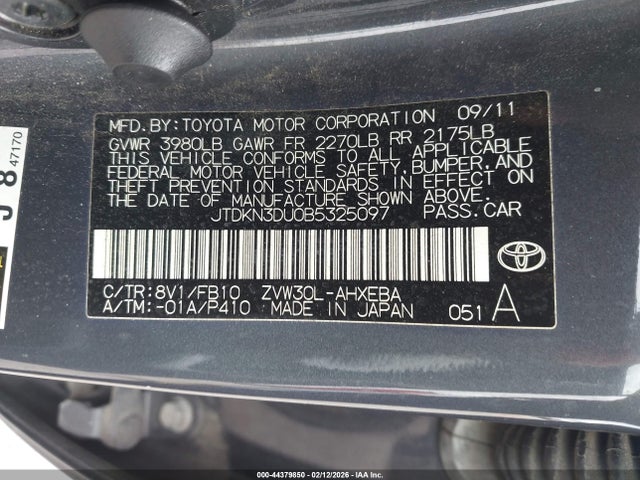 MFD. BY: TOYOTA MOTOR CORPORATION 09/11
GVWR 3980LB GAWR FR 2270LB RR 2175LB
THIS VEHICLE CONFORMS TO ALL APPLICABLE
FEDERAL MOTOR VEHICLE SAFETY, BUMPER, AND
THEFT PREVENTION STANDARDS IN EFFECT ON
THE DATE OF MANUFACTURE SHOWN ABOVE.
JTDKN3DU0B5325097 PASS. CAR
C/TR: 8V1/FB10 ZVW30L-AHXEBA
A/TM: -01A/P410 MADE IN JAPAN 051 A
TOYOTA
J 8 47170
000-44379850 - 02/12/2026 - IAA Inc.